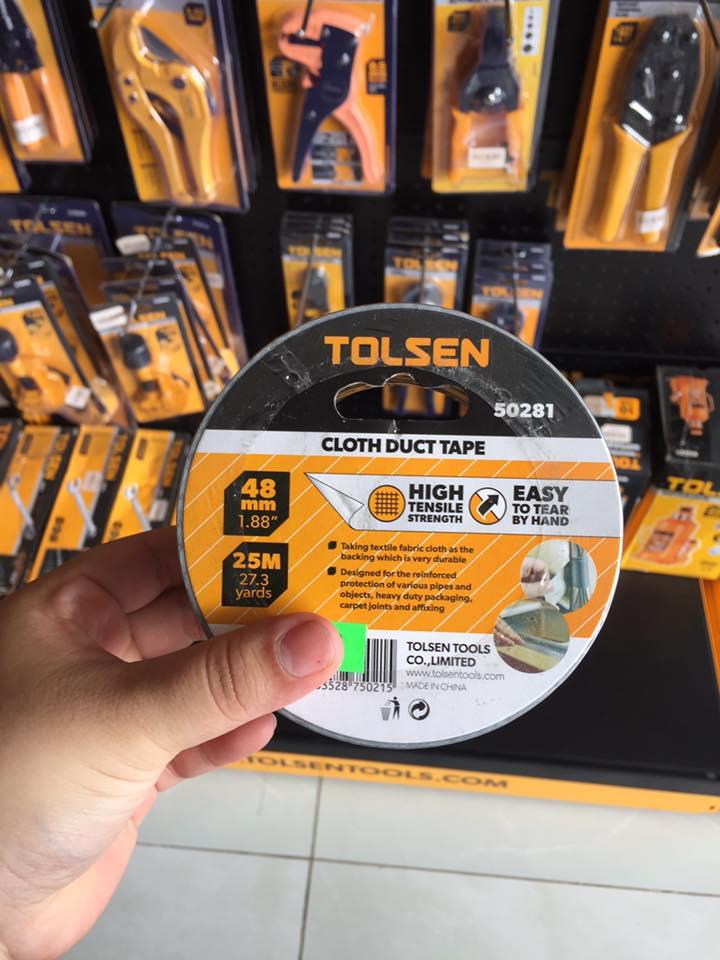 TOLSEN
TOLSEN
TOLSEN
TOLSEN
TOLSEN
TOLSEN
50281
CLOTH DUCT TAPE
48
mm
1.88"
HIGH
TENSILE
STRENGTH
EASY
TO TEAR
BY HAND
25M
27.3
yards
Taking textile fabric cloth as the
backing which is very durable
Designed for the reinforced
protection of various pipes and
objects, heavy duty packaging,
carpet joints and affixing
TOLSEN TOOLS
CO.,LIMITED
www.tolsentools.com
MADE IN CHINA
750215
TOLSENTOOLS.COM